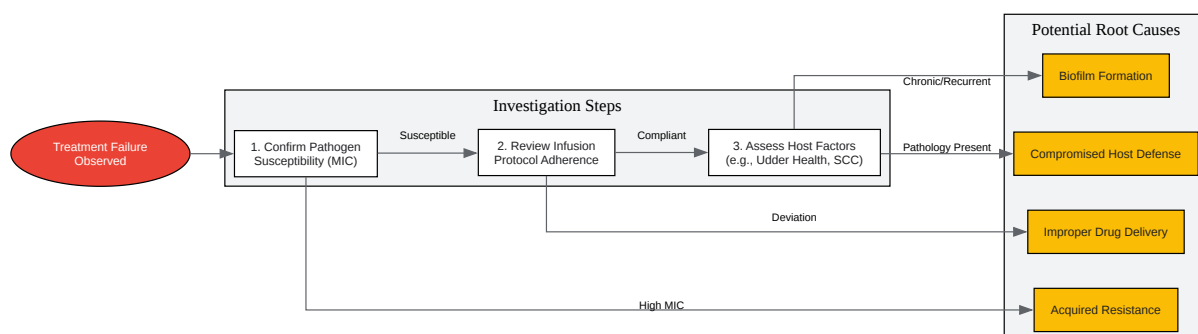 Potential Root Causes
Chronic/Recurrent
Biofilm Formation
Investigation Steps
Treatment Failure
Observed
1. Confirm Pathogen
Susceptibility (MIC)
Susceptible
2. Review Infusion
Protocol Adherence
Compliant
3. Assess Host Factors
(e.g., Udder Health, SCC)
Pathology Present
Compromised Host Defense
Deviation
Improper Drug Delivery
High MIC
Acquired Resistance